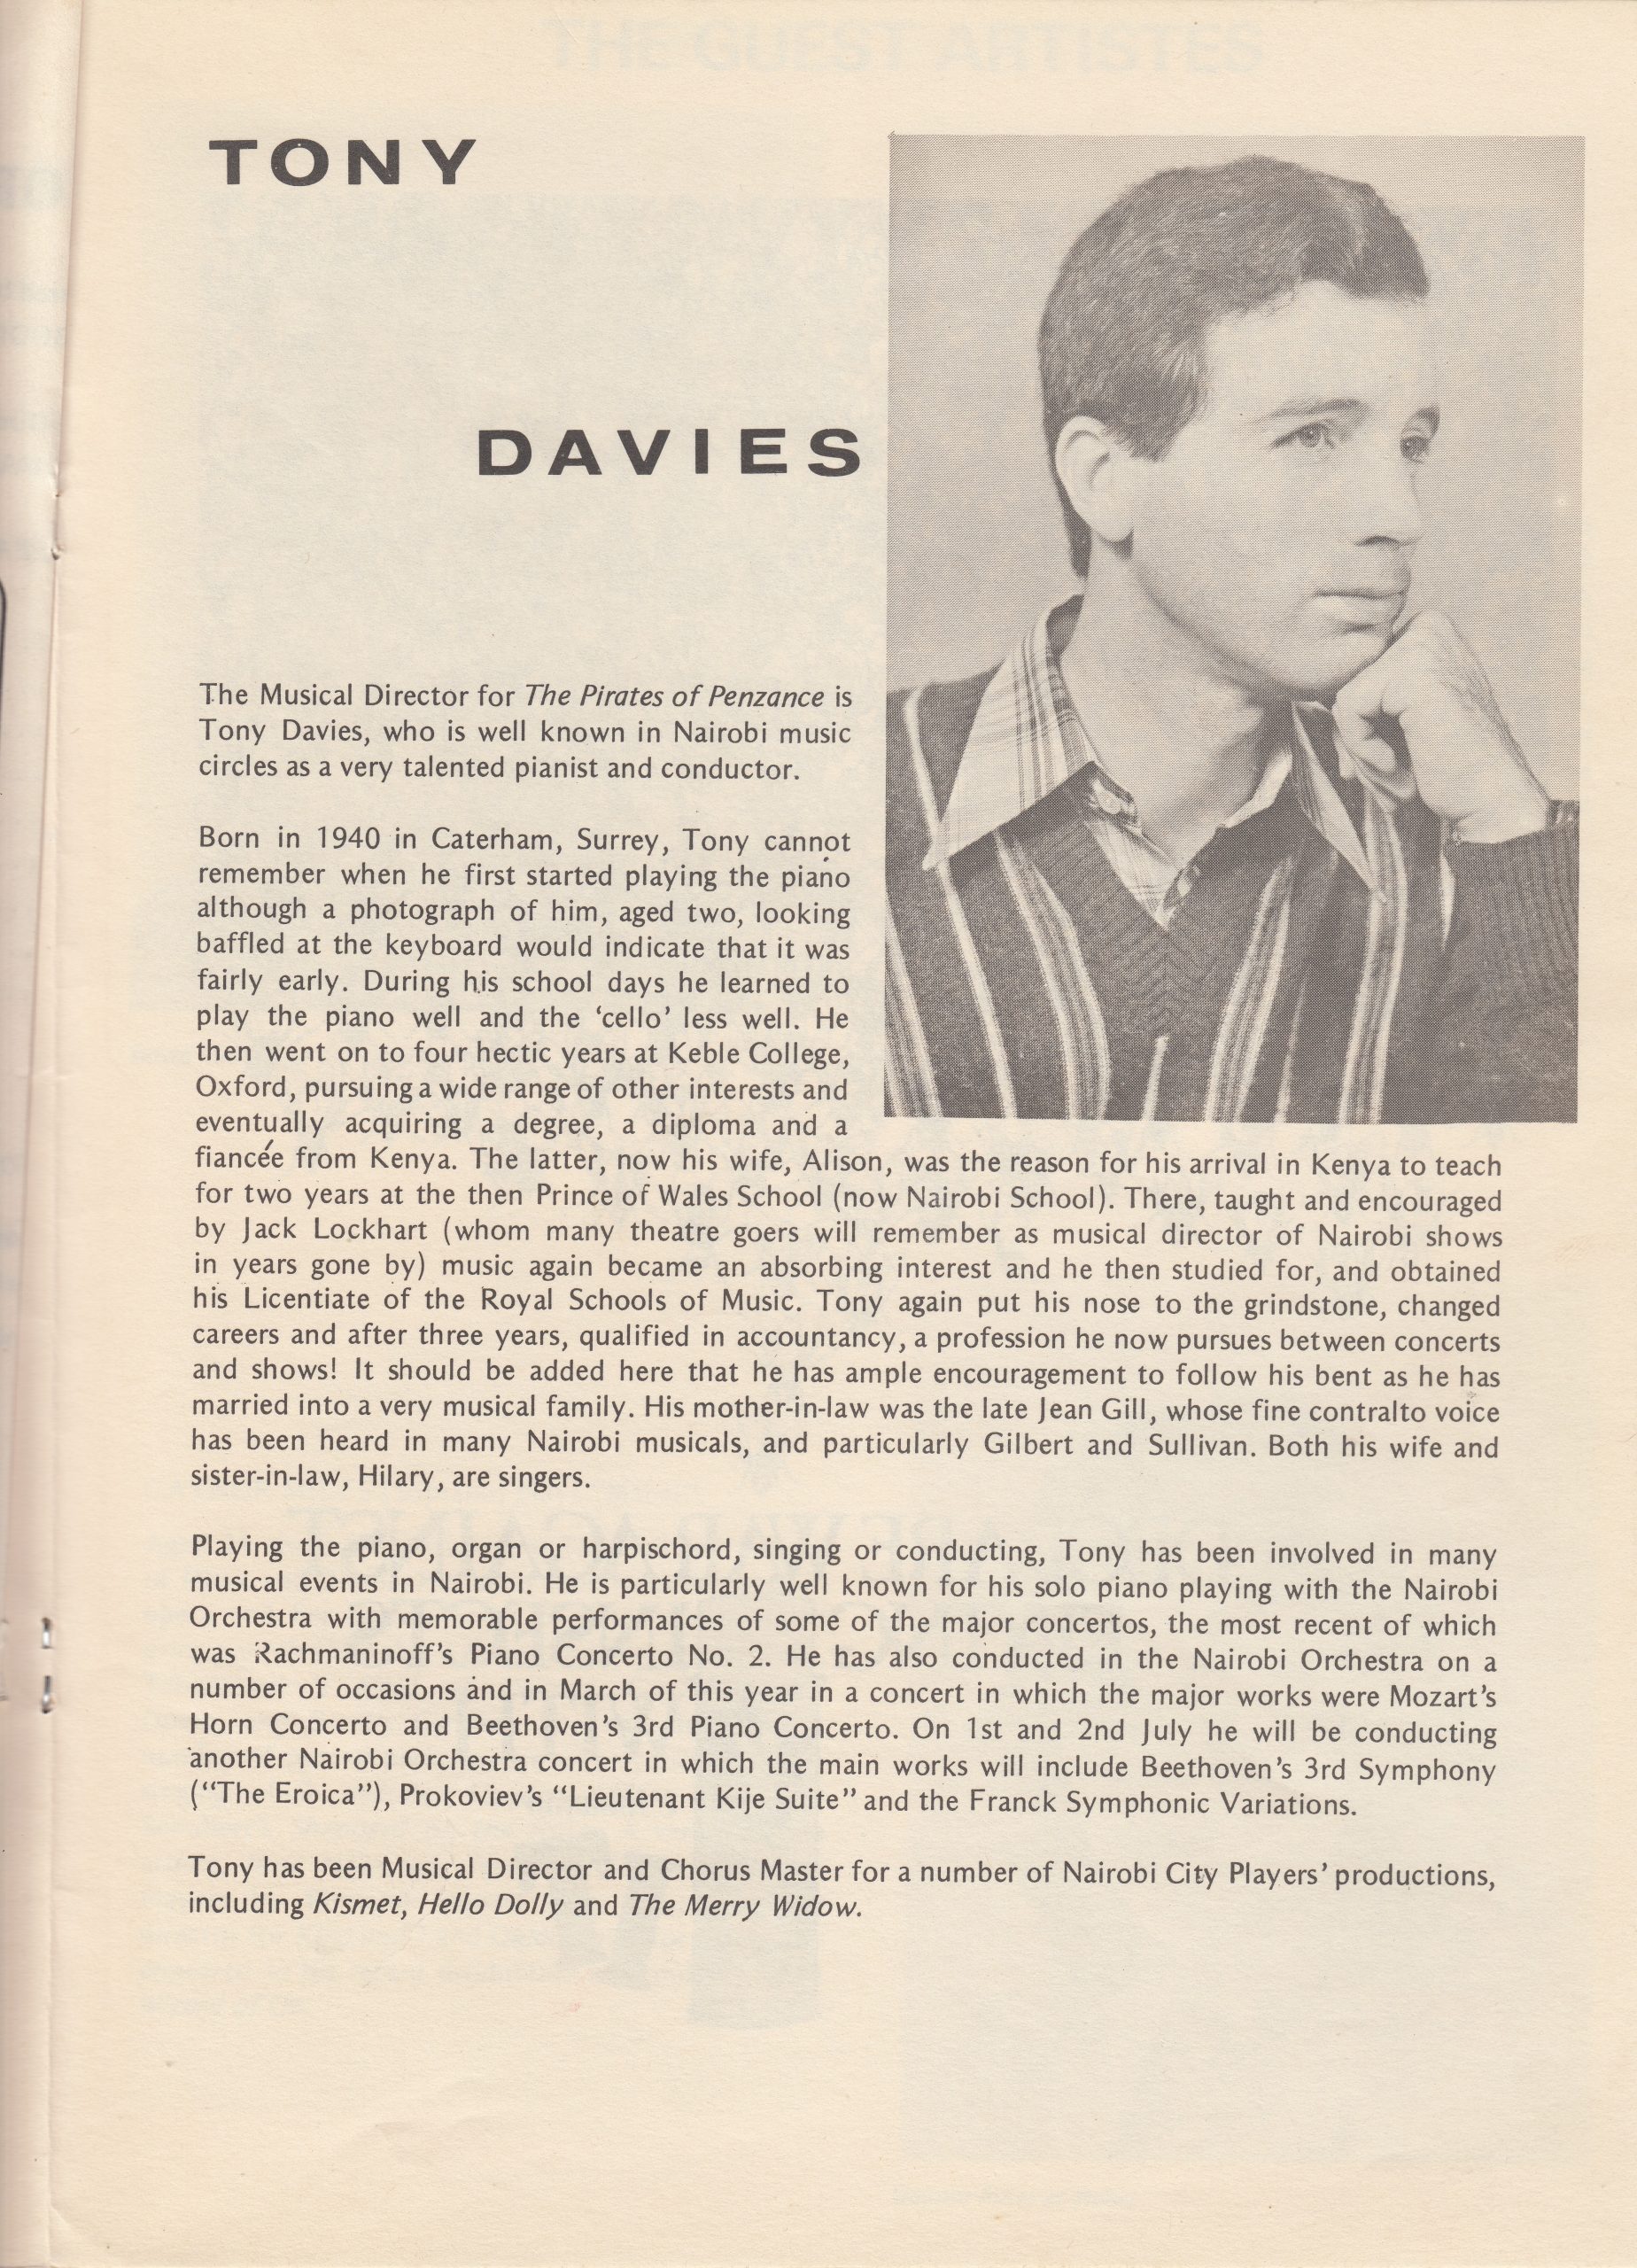 TONY
DAVIES
The Musical Director for The Pirates of Penzance is
Tony Davies, who is well known in Nairobi music
circles as a very talented pianist and conductor.
Born in 1940 in Caterham, Surrey, Tony cannot
remember when he first started playing the piano
although a photograph of him, aged two, looking
baffled at the keyboard would indicate that it was
fairly early. During his school days he learned to
play the piano well and the ‘cello’ less well. He
then went on to four hectic years at Keble College,
Oxford, pursuing a wide range of other interests and
eventually acquiring a degree, a diploma and a
fiancée from Kenya. The latter, now his wife, Alison, was the reason for his arrival in Kenya to teach
for two years at the then Prince of Wales School (now Nairobi School). There, taught and encouraged
by Jack Lockhart (whom many theatre goers will remember as musical director of Nairobi shows
in years gone by) music again became an absorbing interest and he then studied for, and obtained
his Licentiate of the Royal Schools of Music. Tony again put his nose to the grindstone, changed
careers and after three years, qualified in accountancy, a profession he now pursues between concerts
and shows! It should be added here that he has ample encouragement to follow his bent as he has
married into a very musical family. His mother-in-law was the late Jean Gill, whose fine contralto voice
has been heard in many Nairobi musicals, and particularly Gilbert and Sullivan. Both his wife and
sister-in-law, Hilary, are singers.
Playing the piano, organ or harpischord, singing or conducting, Tony has been involved in many
musical events in Nairobi. He is particularly well known for his solo piano playing with the Nairobi
Orchestra with memorable performances of some of the major concertos, the most recent of which
was Rachmaninoff’s Piano Concerto No. 2. He has also conducted in the Nairobi Orchestra on a
number of occasions and in March of this year in a concert in which the major works were Mozart’s
Horn Concerto and Beethoven’s 3rd Piano Concerto. On 1st and 2nd July he will be conducting
another Nairobi Orchestra concert in which the main works will include Beethoven’s 3rd Symphony
(“The Eroica”), Prokoviev’s “Lieutenant Kije Suite” and the Franck Symphonic Variations.
Tony has been Musical Director and Chorus Master for a number of Nairobi City Players’ productions,
including Kismet, Hello Dolly and The Merry Widow.